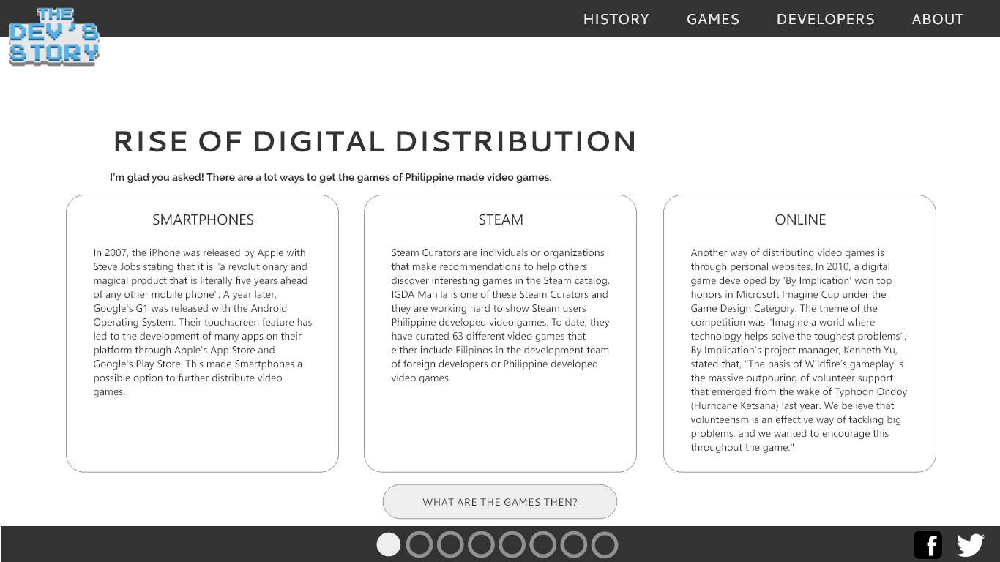 THE
DEV'S
STORY
HISTORY GAMES DEVELOPERS ABOUT
RISE OF DIGITAL DISTRIBUTION
I'm glad you asked! There are a lot ways to get the games of Philippine made video games.
SMARTPHONES
In 2007, the iPhone was released by Apple with
Steve Jobs stating that it is "a revolutionary and
magical product that is literally five years ahead
of any other mobile phone". A year later,
Google's G1 was released with the Android
Operating System. Their touchscreen feature has
led to the development of many apps on their
platform through Apple's App Store and
Google's Play Store. This made Smartphones a
possible option to further distribute video
games.
STEAM
Steam Curators are individuals or organizations
that make recommendations to help others
discover interesting games in the Steam catalog.
IGDA Manila is one of these Steam Curators and
they are working hard to show Steam users
Philippine developed video games. To date, they
have curated 63 different video games that
either include Filipinos in the development team
of foreign developers or Philippine developed
video games.
ONLINE
Another way of distributing video games is
through personal websites. In 2010, a digital
game developed by 'By Implication' won top
honors in Microsoft Imagine Cup under the
Game Design Category. The theme of the
competition was "Imagine a world where
technology helps solve the toughest problems".
By Implication's project manager, Kenneth Yu,
stated that, "The basis of Wildfire's gameplay is
the massive outpouring of volunteer support
that emerged from the wake of Typhoon Ondoy
(Hurricane Ketsana) last year. We believe that
volunteerism is an effective way of tackling big
problems, and we wanted to encourage this
throughout the game."
WHAT ARE THE GAMES THEN?